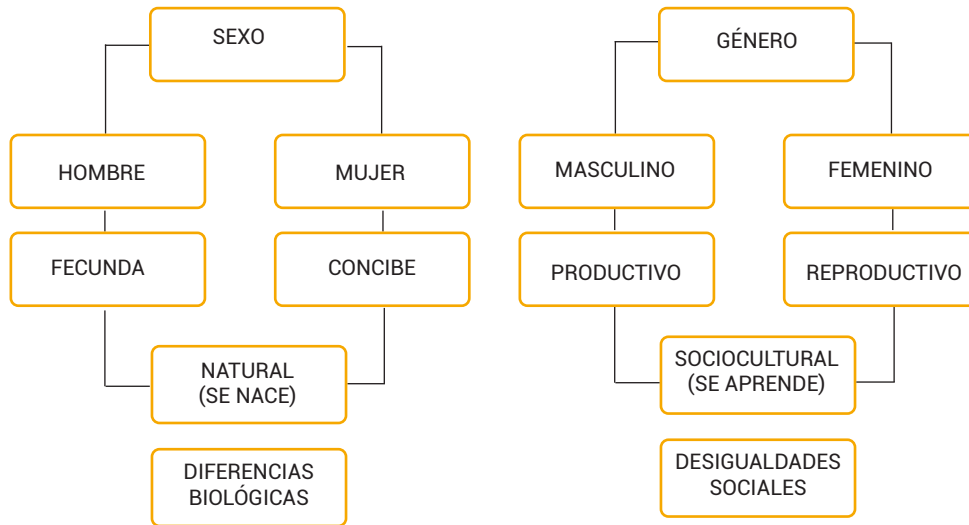 SEXO
HOMBRE
MUJER
FECUNDA
CONCIBE
NATURAL
(SE NACE)
DIFERENCIAS
BIOLÓGICAS
GÉNERO
MASCULINO
FEMENINO
PRODUCTIVO
REPRODUCTIVO
SOCIOCULTURAL
(SE APRENDE)
DESIGUALDADES
SOCIALES